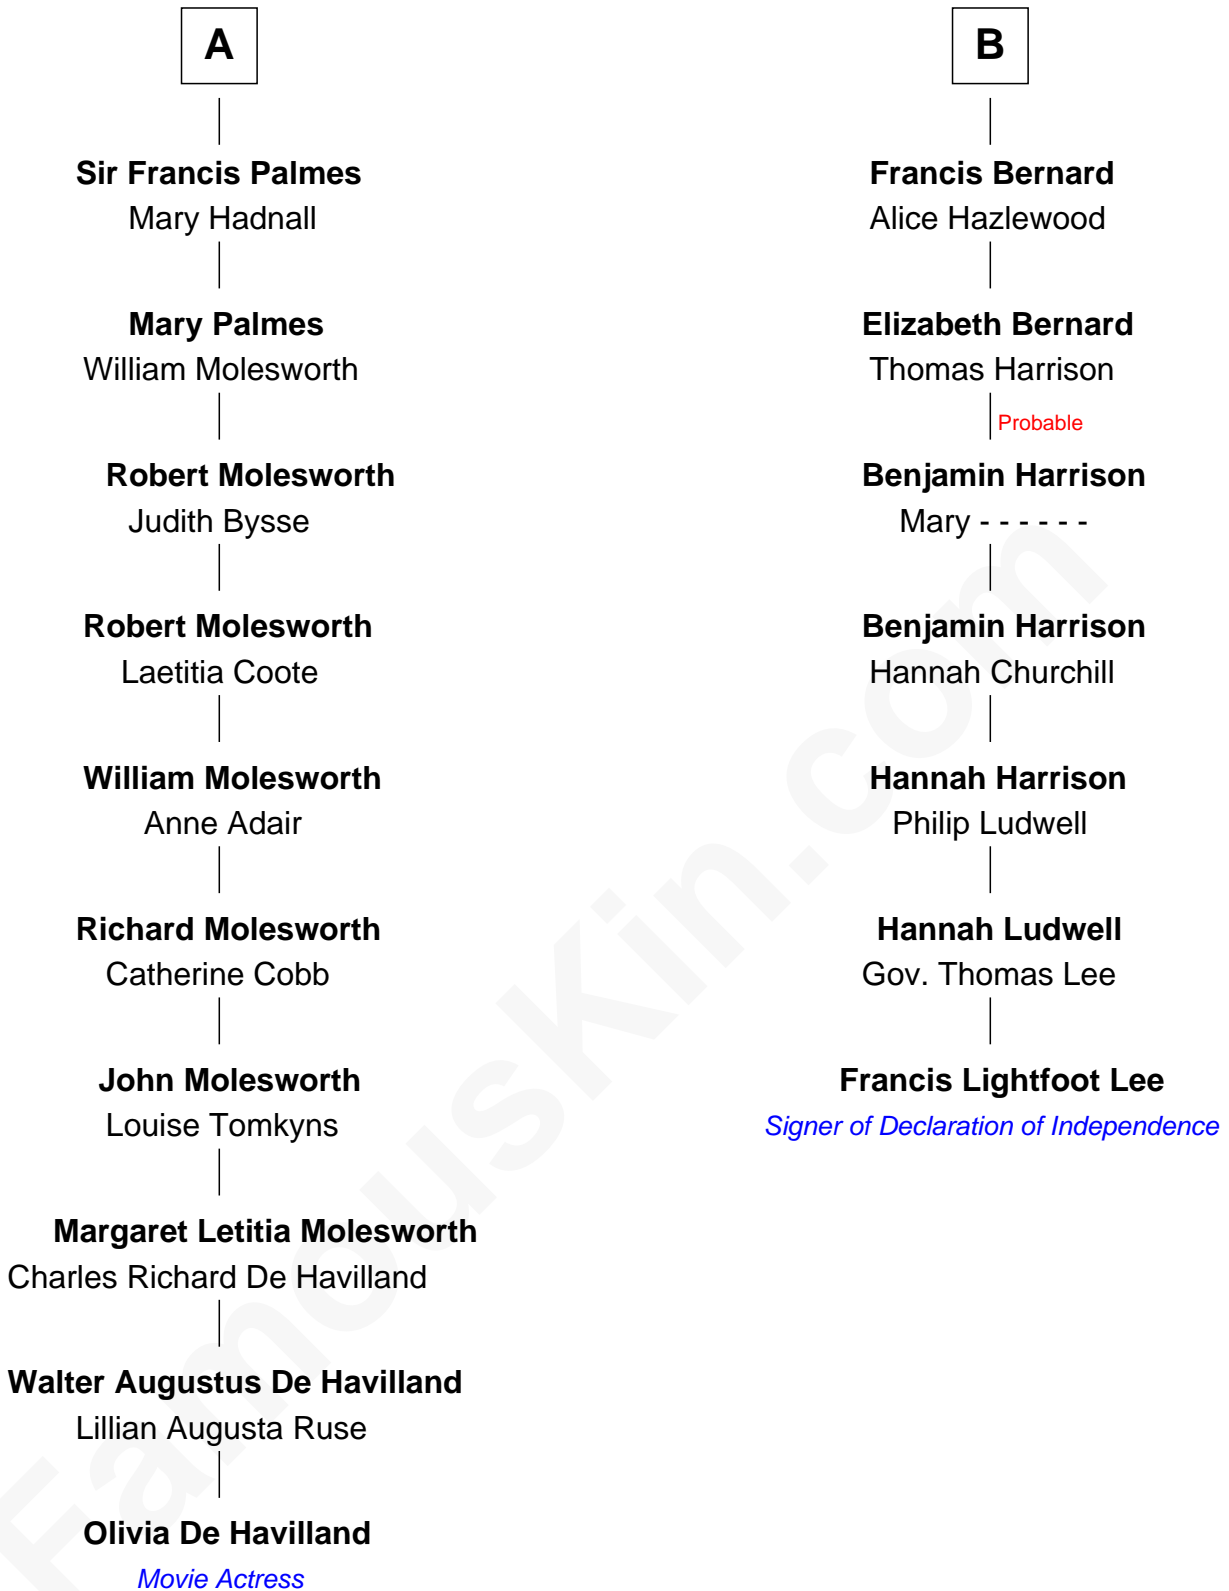 A
Sir Francis Palmes
Mary Hadnall
Mary Palmes
William Molesworth
Robert Molesworth
Judith Bysse
Robert Molesworth
Laetitia Coote
William Molesworth
Anne Adair
Richard Molesworth
Catherine Cobb
John Molesworth
Louise Tomkyns
Margaret Letitia Molesworth
Charles Richard De Havilland
Walter Augustus De Havilland
Lillian Augusta Ruse
Olivia De Havilland
Movie Actress
B
Francis Bernard
Alice Hazlewood
Elizabeth Bernard
Thomas Harrison
Probable
Benjamin Harrison
Mary - - - - - -
Benjamin Harrison
Hannah Churchill
Hannah Harrison
Philip Ludwell
Hannah Ludwell
Gov. Thomas Lee
Francis Lightfoot Lee
Signer of Declaration of Independence
FamousKin.com